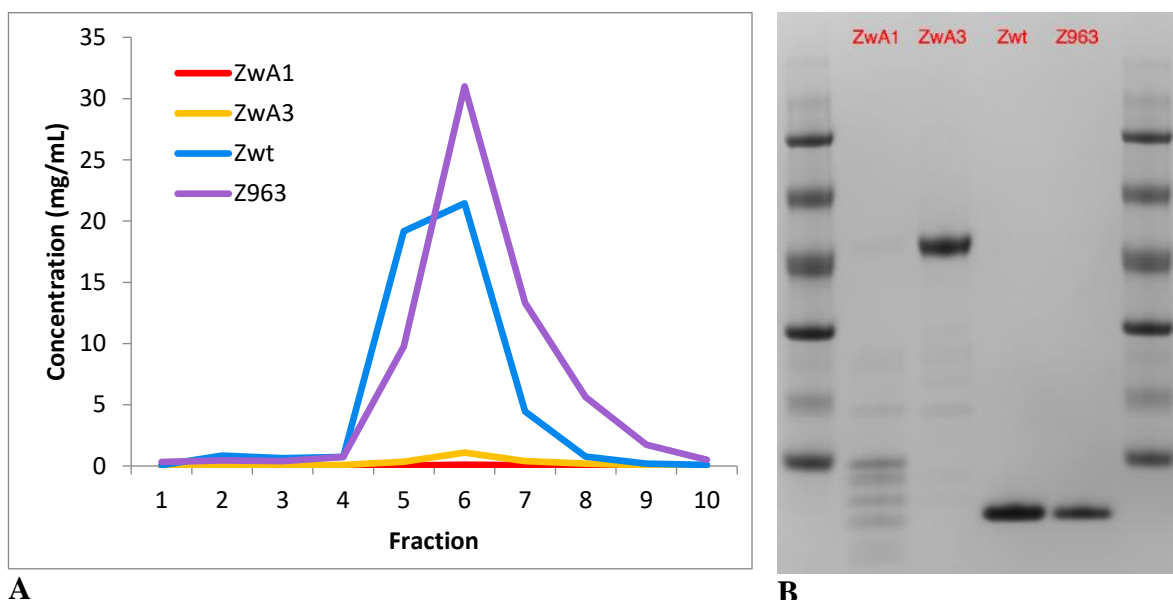 ZwA1
ZwA3
Zwt
Z963
Concentration (mg/mL)
35
30
25
20
15
10
5
0
1 2 3 4 5 6 7 8 9 10
Fraction
A
ZwA1 ZwA3 Zwt Z963
B